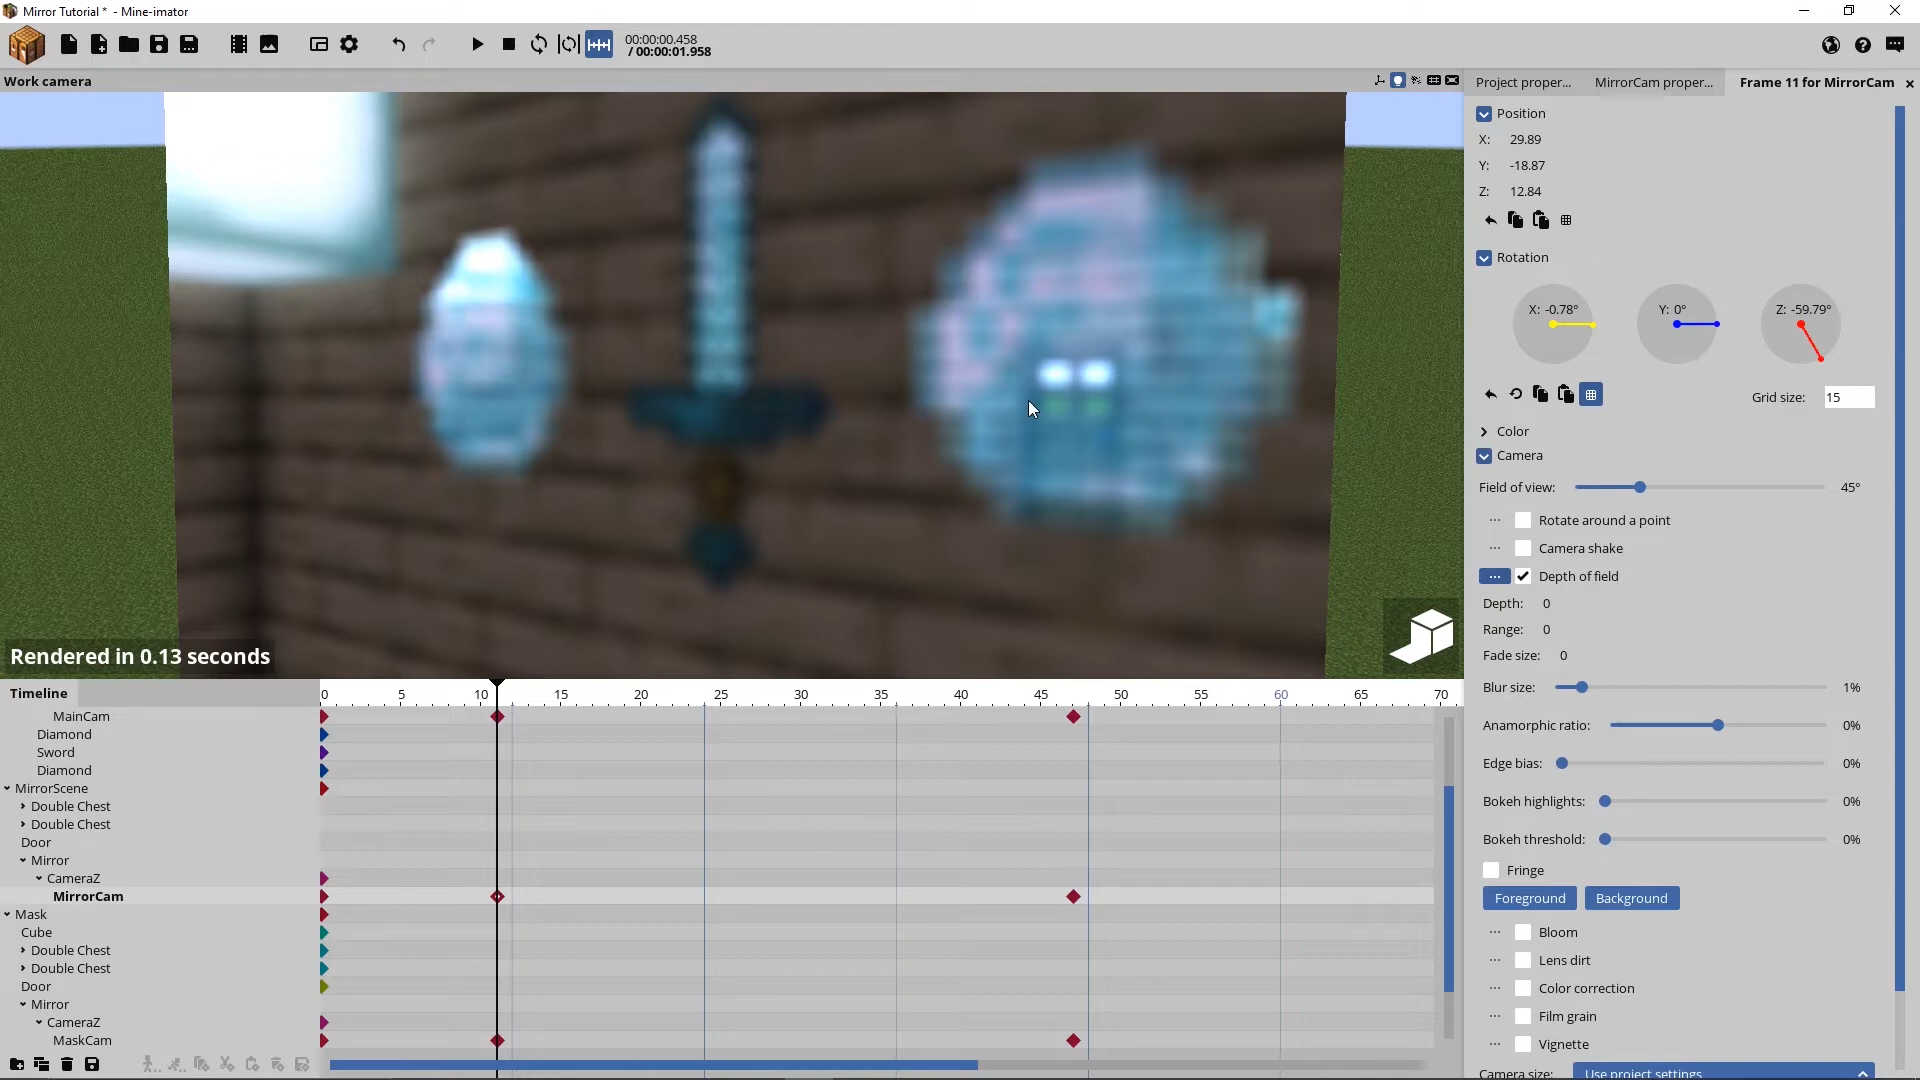 Mirror Tutorial * - Mine-imator
00:00:00.458
/ 00:00:01.958
Work camera
Project proper...
MirrorCam proper...
Frame 11 for MirrorCam
Position
X: 29.89
Y: -18.87
Z: 12.84
Rotation
X: -0.78°
Y: 0°
Z: -59.79°
Grid size: 15
Color
Camera
Field of view: 45°
Rotate around a point
Camera shake
Depth of field
Depth: 0
Range: 0
Fade size: 0
Blur size: 1%
Anamorphic ratio: 0%
Edge bias: 0%
Bokeh highlights: 0%
Bokeh threshold: 0%
Fringe
Foreground Background
Bloom
Lens dirt
Color correction
Film grain
Vignette
Camera size: Use project settings
Rendered in 0.13 seconds
Timeline
0 5 10 15 20 25 30 35 40 45 50 55 60 65 70
MainCam
Diamond
Sword
Diamond
MirrorScene
Double Chest
Double Chest
Door
Mirror
CameraZ
MirrorCam
Mask
Cube
Double Chest
Double Chest
Door
Mirror
CameraZ
MaskCam